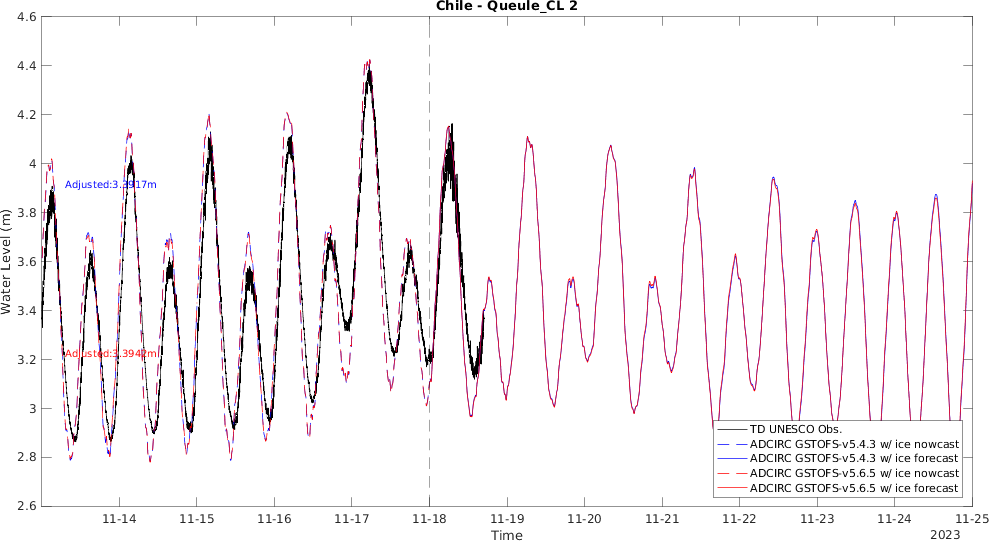 Chile - Queule_CL 2
4.6
4.4
4.2
4
3.8
3.6
3.4
3.2
3
2.8
2.6
Water Level (m)
Adjusted:3.3917m
Adjusted:3.3942m
TD UNESCO Obs.
ADCIRC GSTOFS-v5.4.3 w/ ice nowcast
ADCIRC GSTOFS-v5.4.3 w/ ice forecast
ADCIRC GSTOFS-v5.6.5 w/ ice nowcast
ADCIRC GSTOFS-v5.6.5 w/ ice forecast
11-14 11-15 11-16 11-17 11-18 11-19 11-20 11-21 11-22 11-23 11-24 11-25
Time
2023